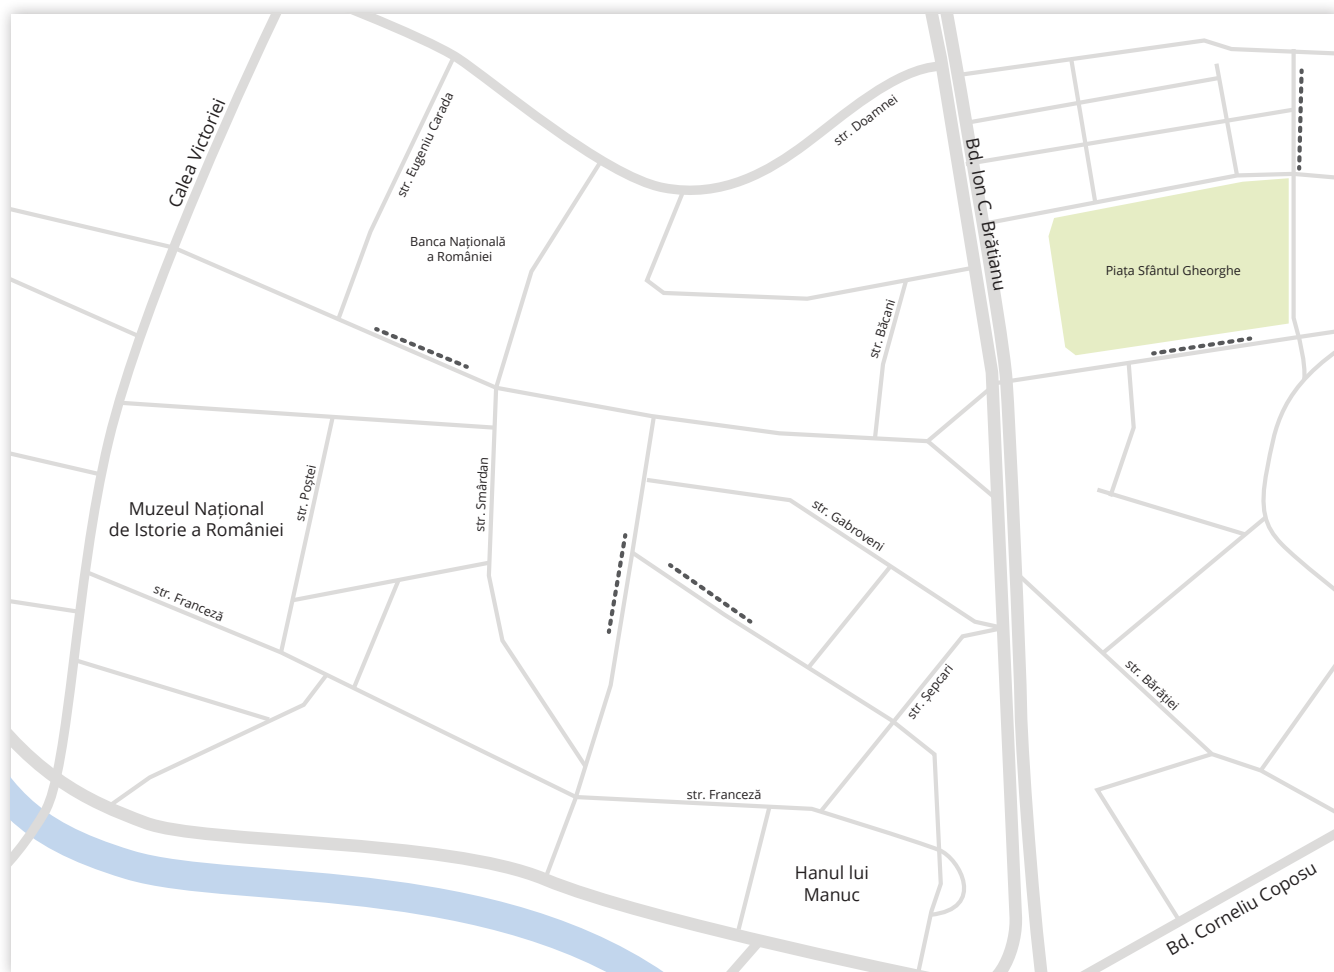 Calea Victoriei
str. Eugeniu Carada
str. Doamnei
Bd. Ion C. Brătianu
Banca Națională
a României
Piața Sfântul Gheorghe
str. Băcani
Muzeul Național
de Istorie a României
str. Poștei
str. Smârdan
str. Gabroveni
str. Franceză
str. Șepcari
str. Bărăției
str. Franceză
Hanul lui
Manuc
Bd. Corneliu Coposu